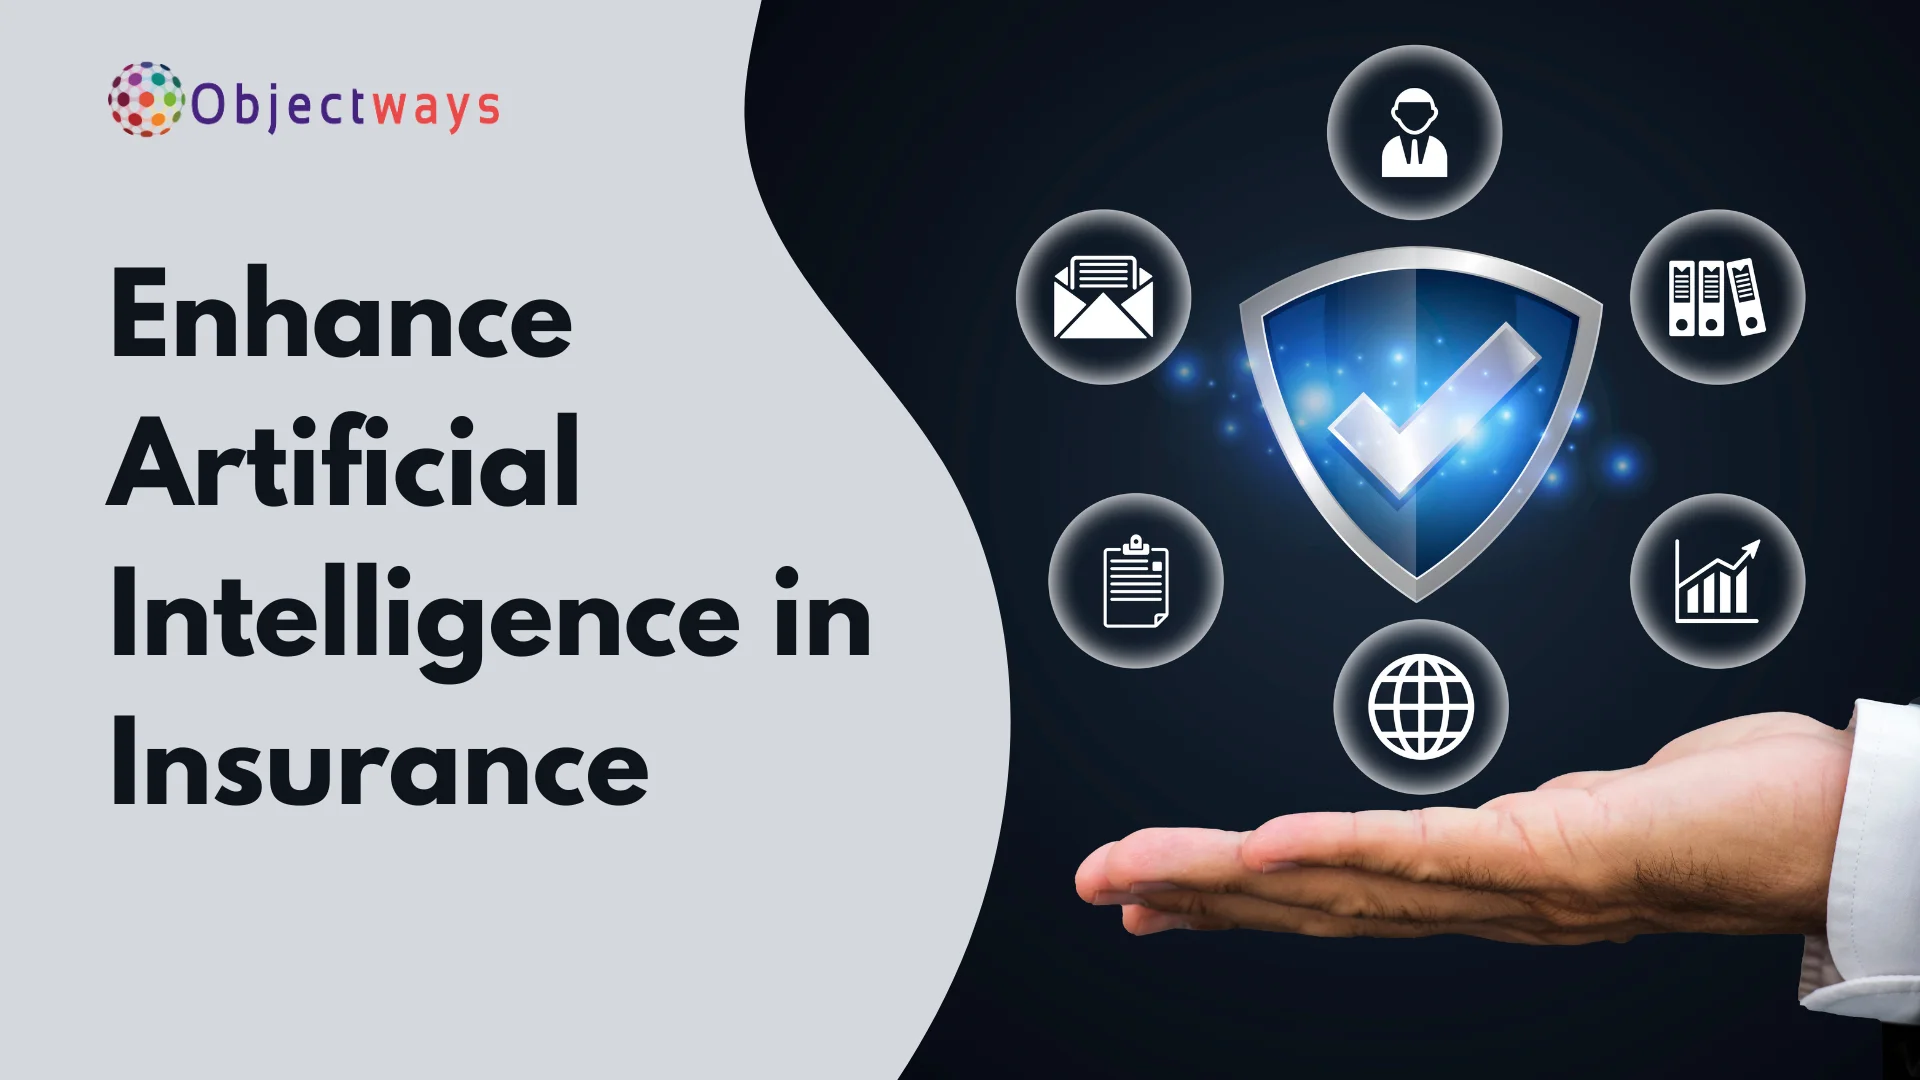 Objectways
Enhance
Artificial
Intelligence in
Insurance